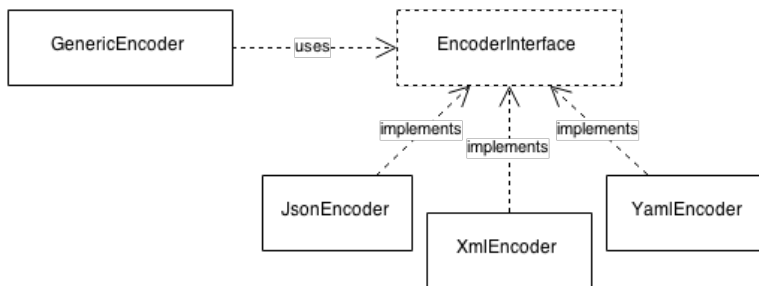 GenericEncoder
uses
EncoderInterface
implements
implements
implements
JsonEncoder
XmlEncoder
YamlEncoder